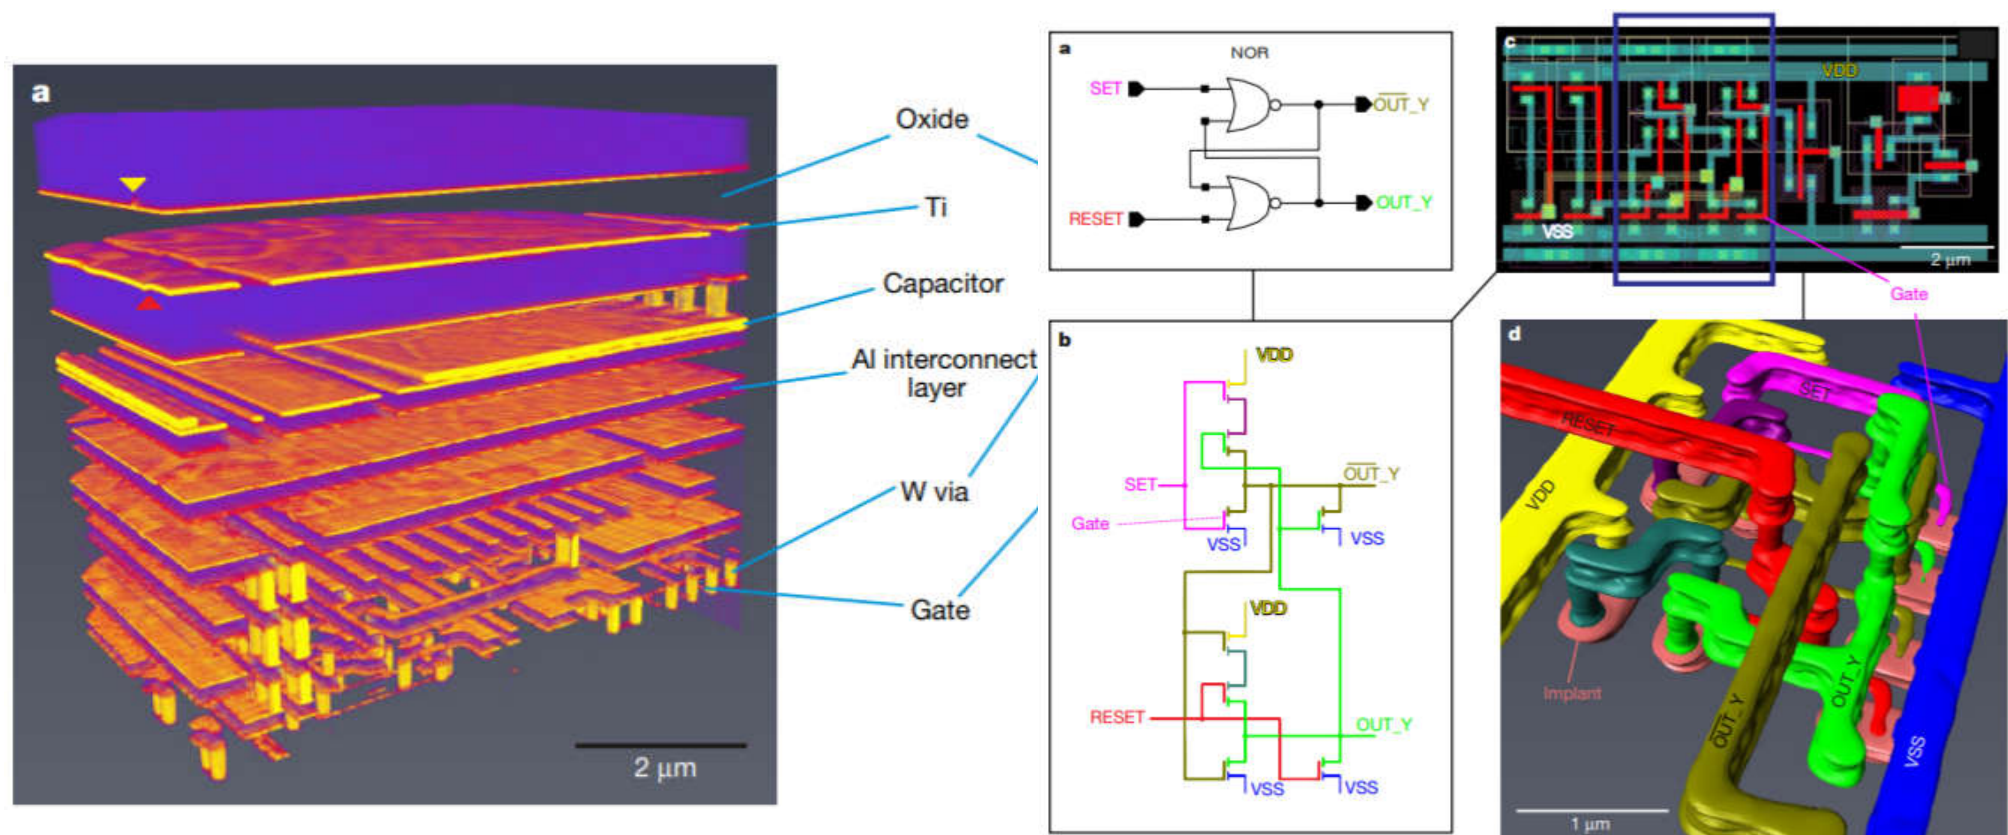 a
Oxide
Ti
Capacitor
Al interconnect
layer
W via
Gate
2 μm
a
NOR
SET
OUT_Y
RESET
OUT_Y
b
VDD
SET
OUT_Y
Gate
VSS
VSS
VDD
RESET
OUT_Y
VSS
VSS
c
VDD
VSS
2 μm
Gate
d
SET
RESET
VDD
Implant
OUT_Y
OUT_Y
VSS
1 μm